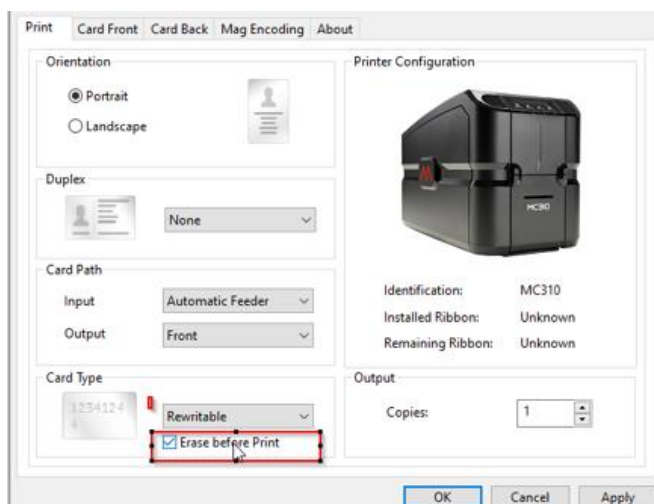 Print Card Front Card Back Mag Encoding About
Orientation
Portrait
Landscape
Duplex
None
Card Path
Input Automatic Feeder
Output Front
Card Type
Rewritable
Erase before Print
Printer Configuration
M
MC310
Identification: MC310
Installed Ribbon: Unknown
Remaining Ribbon: Unknown
Output
Copies: 1
OK Cancel Apply